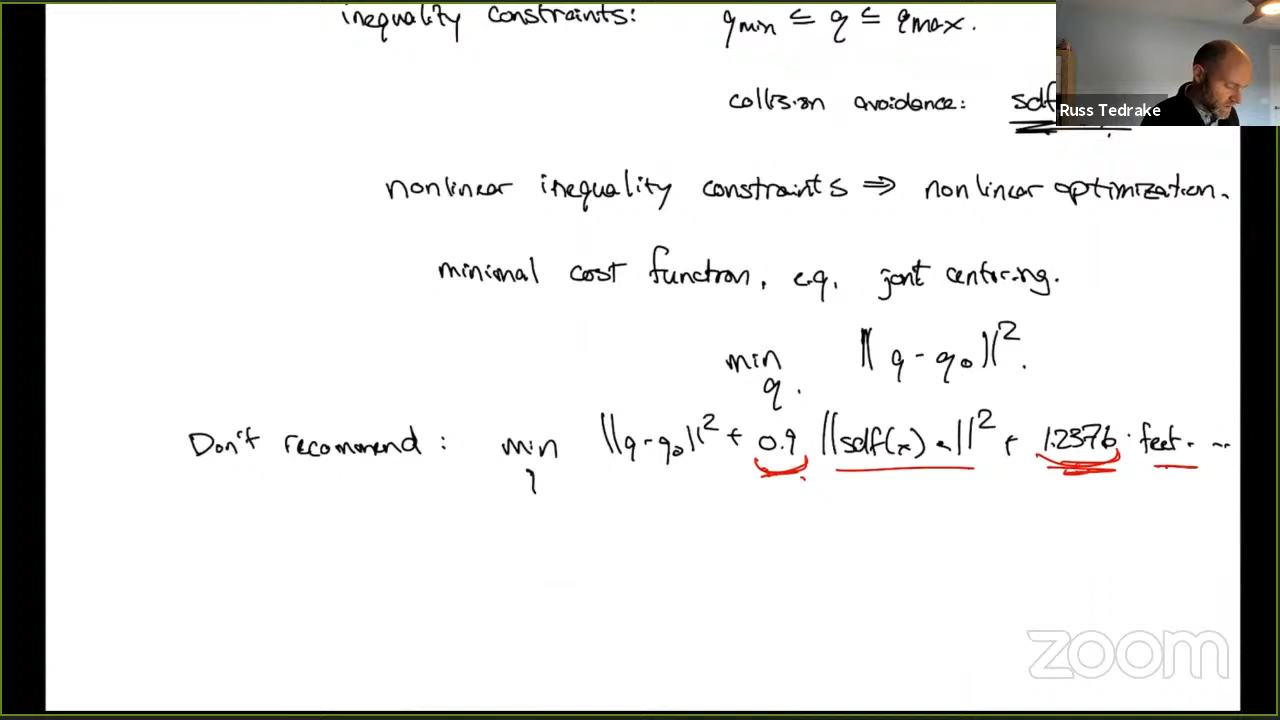 inequality constraints: qmin ≤ q ≤ qmax.
collision avoidance: sdf
Russ Tedrake
nonlinear inequality constraints ⇒ nonlinear optimization.
minimal cost function, e.g. joint centering.
min ||q - q0||².
q.
Don't recommend: min ||q-q0||² + 0.9 ||sdf(x) ||² + 1.2376 · feet. ...
q
zoom